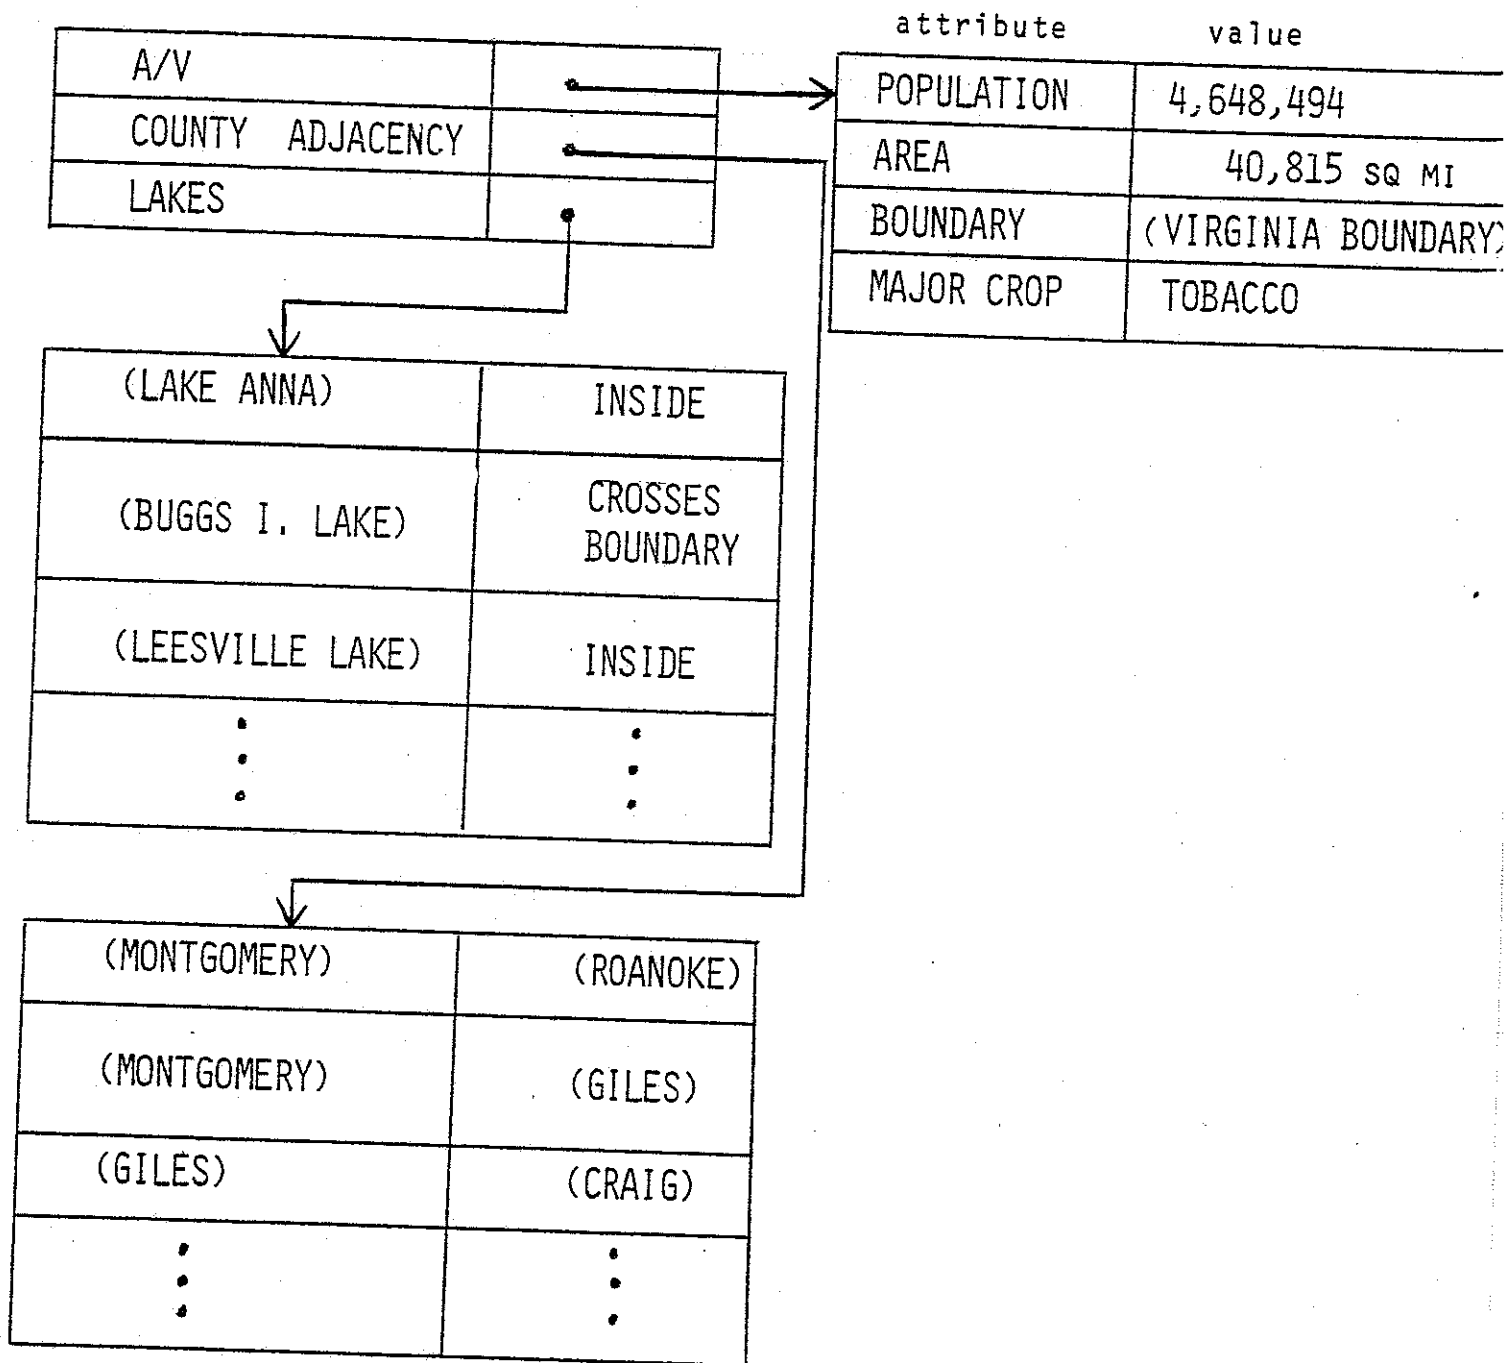 attribute value
A/V
COUNTY ADJACENCY
LAKES
POPULATION 4,648,494
AREA 40,815 SQ MI
BOUNDARY (VIRGINIA BOUNDARY)
MAJOR CROP TOBACCO
(LAKE ANNA) INSIDE
(BUGGS I. LAKE) CROSSES
BOUNDARY
(LEESVILLE LAKE) INSIDE
(MONTGOMERY) (ROANOKE)
(MONTGOMERY) (GILES)
(GILES) (CRAIG)